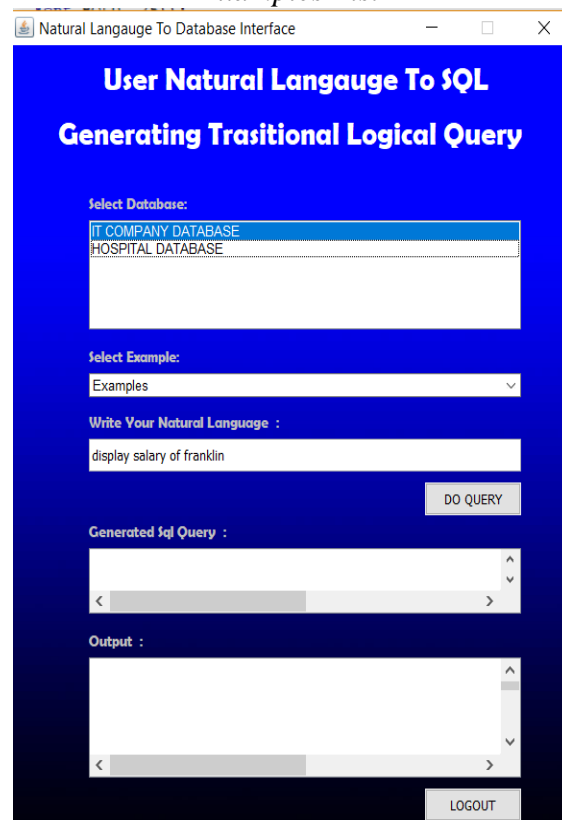 Natural Langauge To Database Interface
User Natural Langauge To SQL
Generating Trasitional Logical Query
Select Database:
IT COMPANY DATABASE
HOSPITAL DATABASE
Select Example:
Examples
Write Your Natural Language :
display salary of franklin
DO QUERY
Generated Sql Query :
Output :
LOGOUT